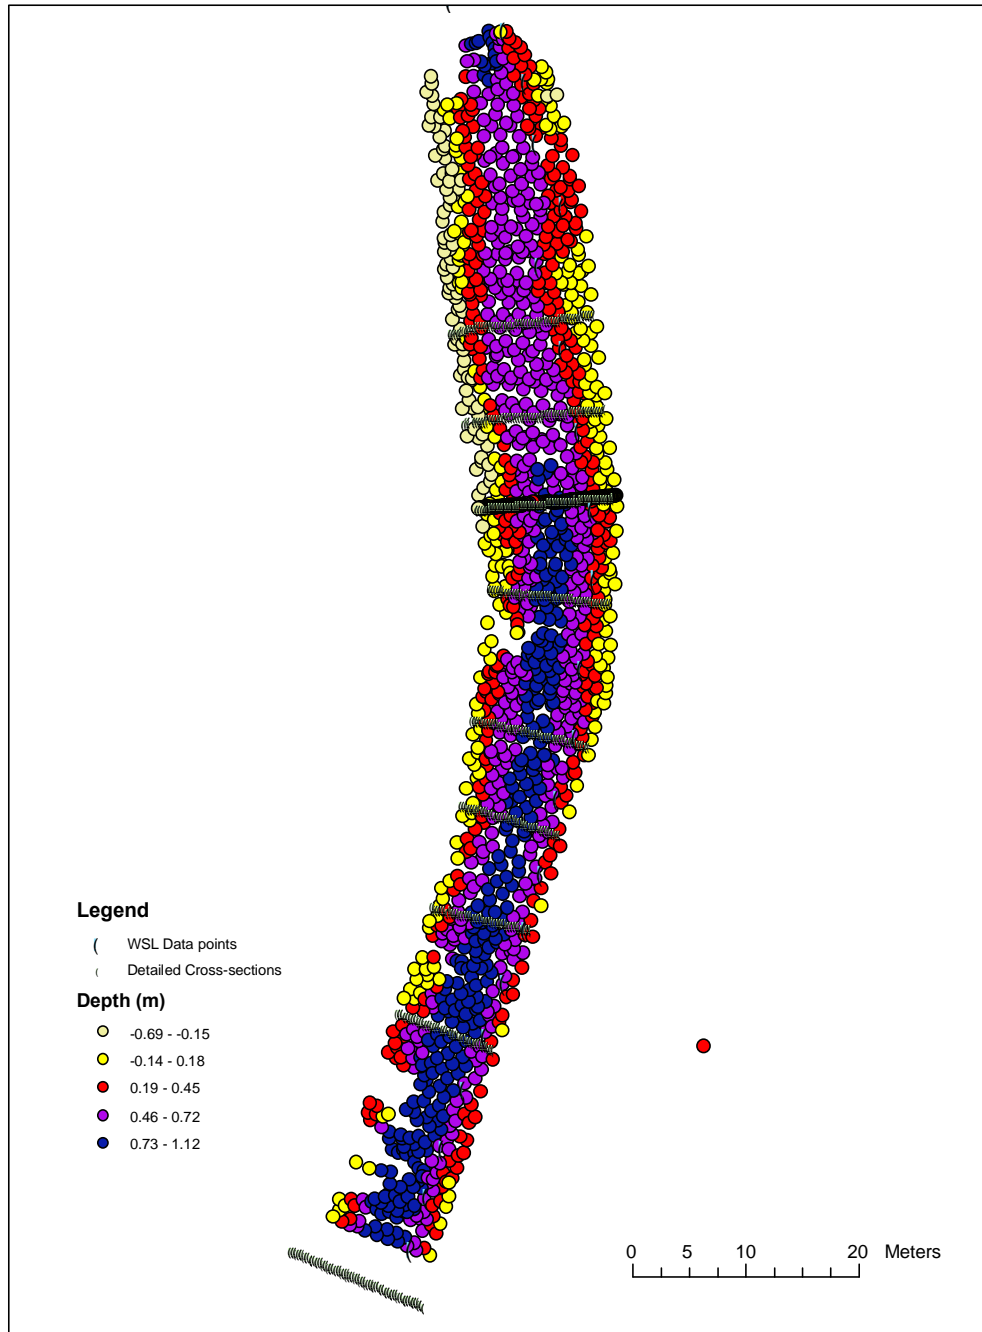 Legend
WSL Data points
Detailed Cross-sections
Depth (m)
-0.69 - -0.15
-0.14 - 0.18
0.19 - 0.45
0.46 - 0.72
0.73 - 1.12
0 5 10 20 Meters